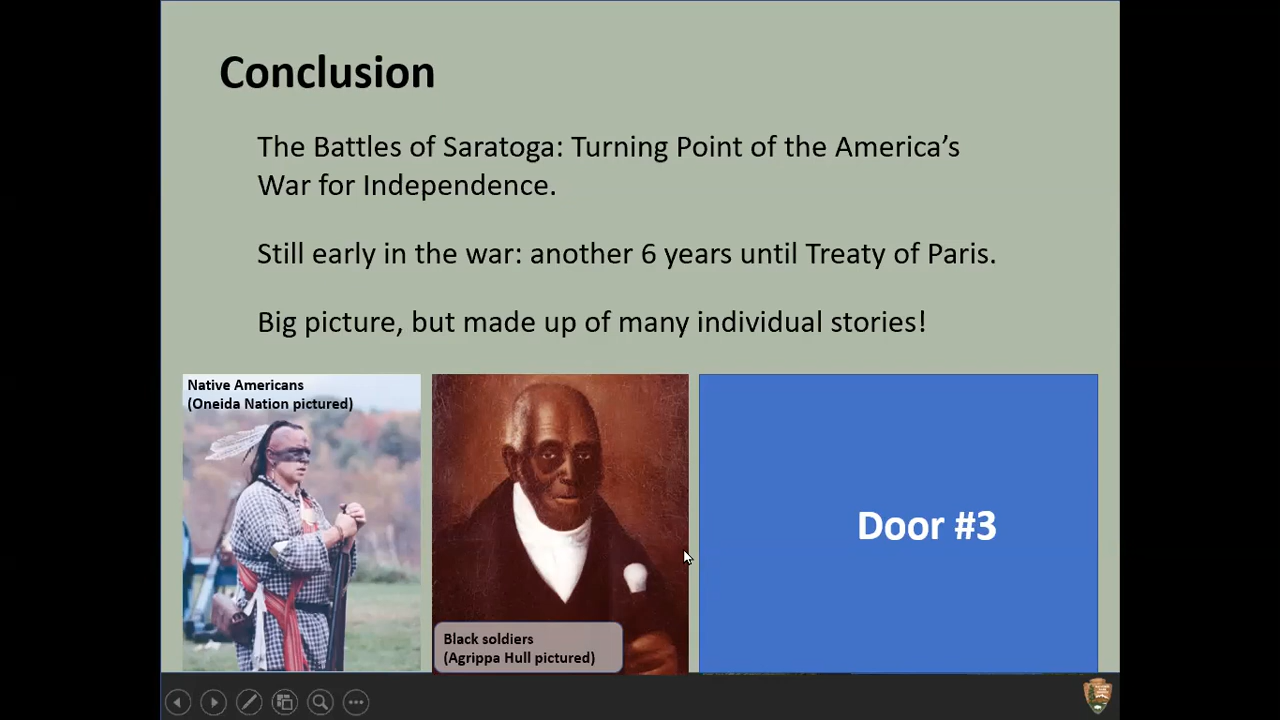 Conclusion
The Battles of Saratoga: Turning Point of the America's
War for Independence.
Still early in the war: another 6 years until Treaty of Paris.
Big picture, but made up of many individual stories!
Native Americans
(Oneida Nation pictured)
Black soldiers
(Agrippa Hull pictured)
Door #3